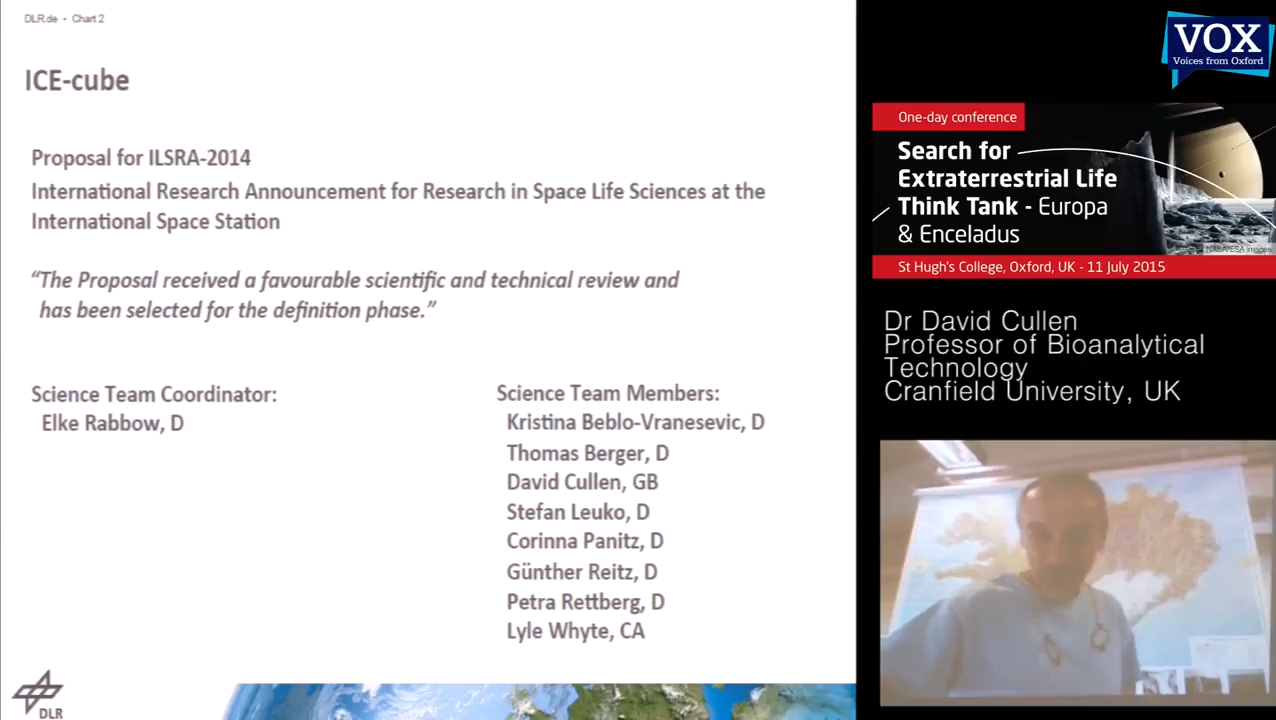 DLR.de • Chart 2
ICE-cube
Proposal for ILSRA-2014
International Research Announcement for Research in Space Life Sciences at the
International Space Station
“The Proposal received a favourable scientific and technical review and
has been selected for the definition phase.”
Science Team Coordinator:
Elke Rabbow, D
Science Team Members:
Kristina Beblo-Vranesevic, D
Thomas Berger, D
David Cullen, GB
Stefan Leuko, D
Corinna Panitz, D
Günther Reitz, D
Petra Rettberg, D
Lyle Whyte, CA
DLR
VOX
Voices from Oxford
One-day conference
Search for
Extraterrestrial Life
Think Tank - Europa
& Enceladus
NASA/ESA images
St Hugh's College, Oxford, UK - 11 July 2015
Dr David Cullen
Professor of Bioanalytical
Technology
Cranfield University, UK